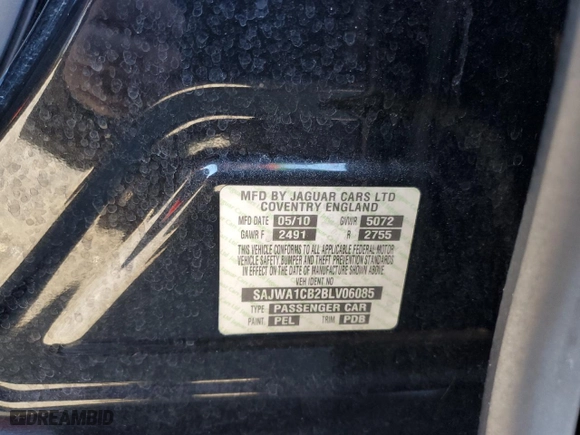 MFD BY JAGUAR CARS LTD
COVENTRY ENGLAND
MFD DATE 05/10 GVWR 5072
GAWR F 2491 R 2755
THIS VEHICLE CONFORMS TO ALL APPLICABLE FEDERAL MOTOR
VEHICLE SAFETY, BUMPER AND THEFT PREVENTION STANDARDS
IN EFFECT ON THE DATE OF MANUFACTURE SHOWN ABOVE.
VEH IDENT NO
SAJWA1CB2BLV06085
TYPE: PASSENGER CAR
PAINT: PEL TRIM: PDB
DREAMBID